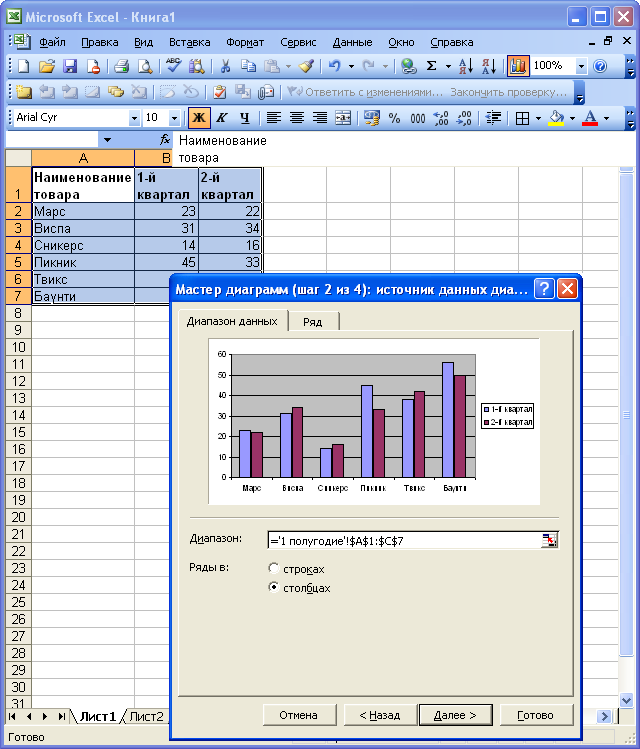 Microsoft Excel - Книга1
Файл Правка Вид Вставка Формат Сервис Данные Окно Справка
100%
Ответить с изменениями... Закончить проверку...
Arial Cyr 10 Ж К Ч % 000
fx Наименование
товара
A B
1 Наименование товара 1-й квартал 2-й квартал
2 Марс 23 22
3 Виспа 31 34
4 Сникерс 14 16
5 Пикник 45 33
6 Твикс
7 Баунти
8
9
10
11
12
13
14
15
16
17
18
19
20
21
22
23
24
25
26
27
28
29
30
31
Мастер диаграмм (шаг 2 из 4): источник данных диа...
Диапазон данных Ряд
60
50
40
30
20
10
0
Марс Виспа Сникерс Пикник Твикс Баунти
1-й квартал
2-й квартал
Диапазон: ='1 полугодие'!$A$1:$C$7
Ряды в: строках
столбцах
Отмена < Назад Далее > Готово
Лист1 Лист2
Готово